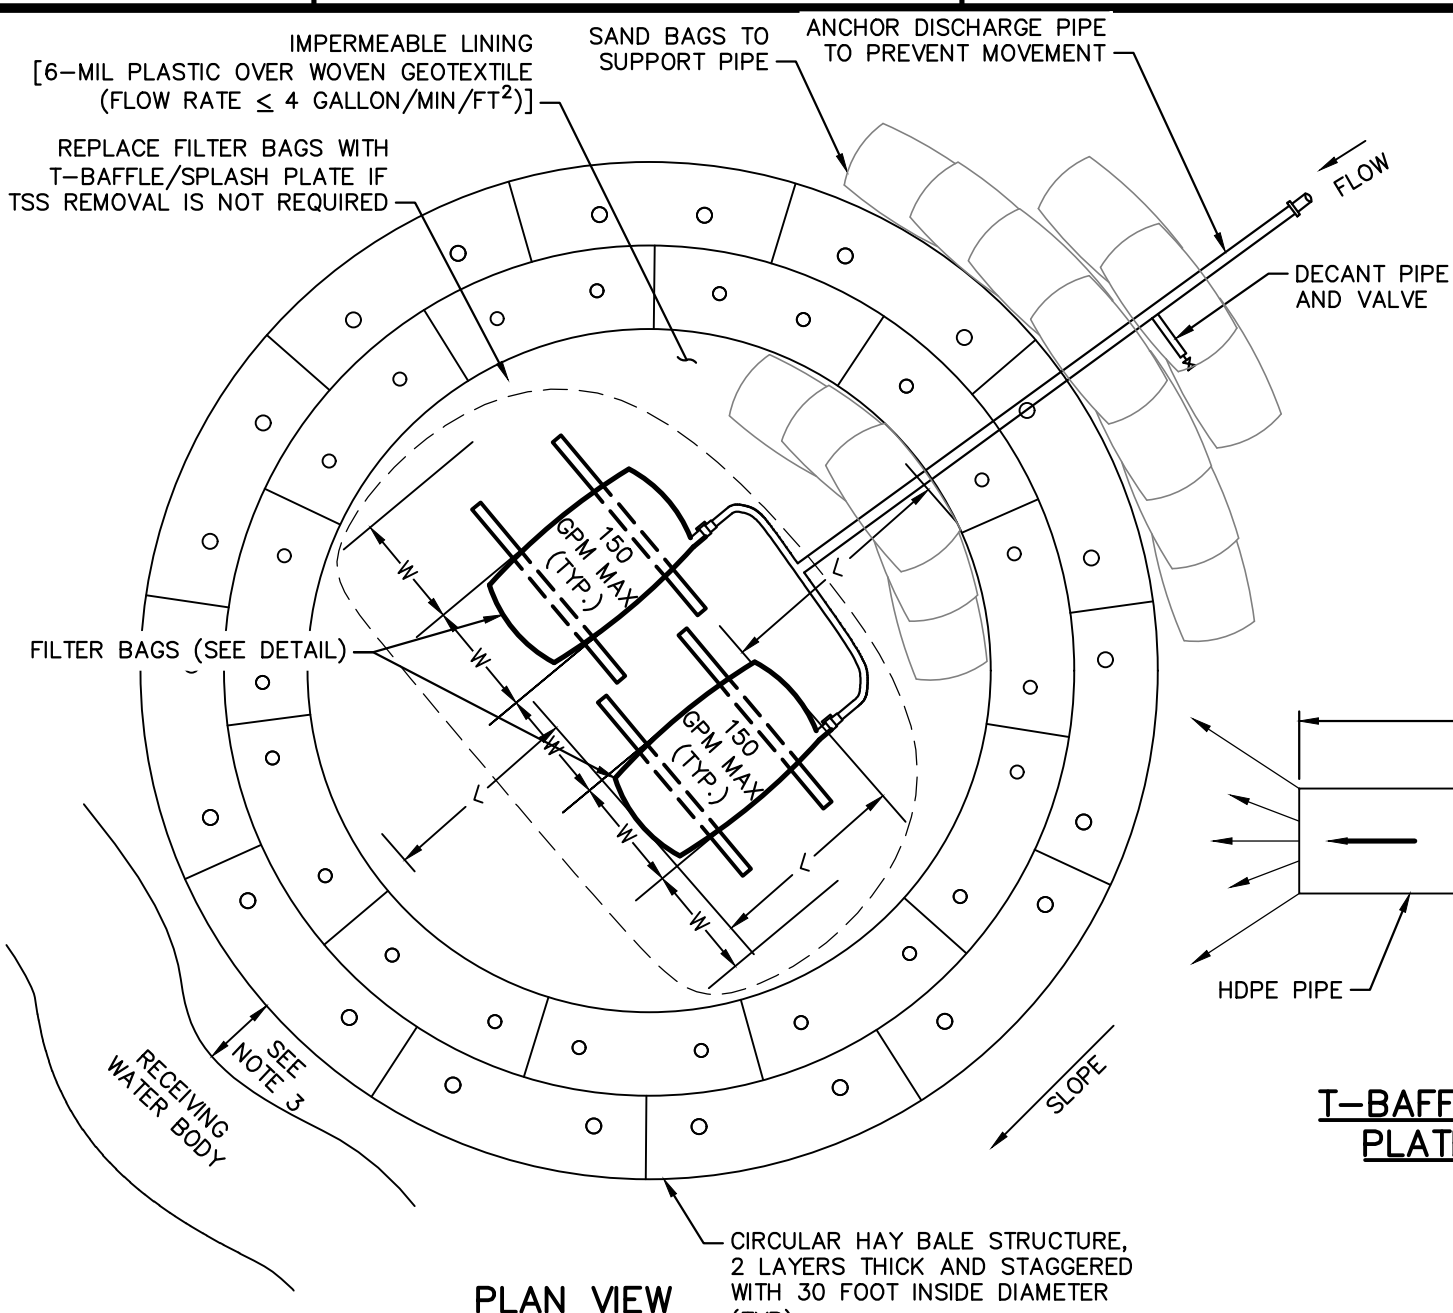 IMPERMEABLE LINING
[6-MIL PLASTIC OVER WOVEN GEOTEXTILE
(FLOW RATE ≤ 4 GALLON/MIN/FT²)]
SAND BAGS TO
SUPPORT PIPE
ANCHOR DISCHARGE PIPE
TO PREVENT MOVEMENT
REPLACE FILTER BAGS WITH
T-BAFFLE/SPLASH PLATE IF
TSS REMOVAL IS NOT REQUIRED
FLOW
DECANT PIPE
AND VALVE
150
GPM MAX
(TYP.)
W
L
FILTER BAGS (SEE DETAIL)
W
150
GPM MAX
(TYP.)
W
L
W
L
W
HDPE PIPE
SEE
NOTE 3
RECEIVING
WATER BODY
SLOPE
T-BAFF
PLAT
CIRCULAR HAY BALE STRUCTURE,
2 LAYERS THICK AND STAGGERED
WITH 30 FOOT INSIDE DIAMETER
PLAN VIEW